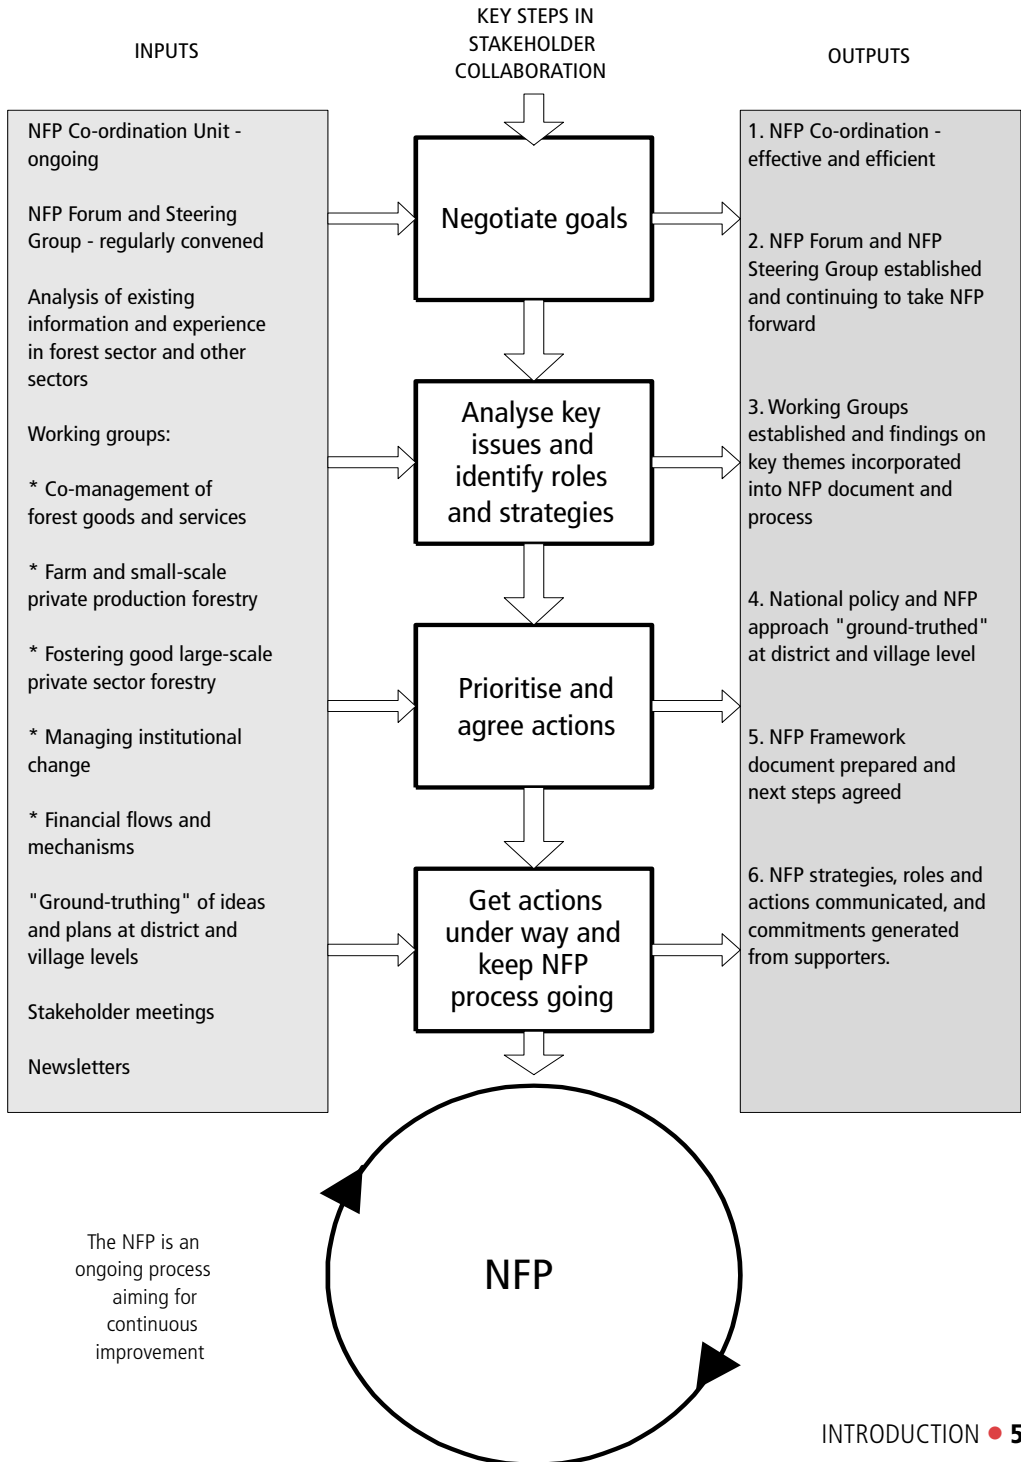 INPUTS
KEY STEPS IN
STAKEHOLDER
COLLABORATION
OUTPUTS
NFP Co-ordination Unit -
ongoing
NFP Forum and Steering
Group - regularly convened
Analysis of existing
information and experience
in forest sector and other
sectors
Working groups:
* Co-management of
forest goods and services
* Farm and small-scale
private production forestry
* Fostering good large-scale
private sector forestry
* Managing institutional
change
* Financial flows and
mechanisms
"Ground-truthing" of ideas
and plans at district and
village levels
Stakeholder meetings
Newsletters
Negotiate goals
Analyse key
issues and
identify roles
and strategies
Prioritise and
agree actions
Get actions
under way and
keep NFP
process going
1. NFP Co-ordination -
effective and efficient
2. NFP Forum and NFP
Steering Group established
and continuing to take NFP
forward
3. Working Groups
established and findings on
key themes incorporated
into NFP document and
process
4. National policy and NFP
approach "ground-truthed"
at district and village level
5. NFP Framework
document prepared and
next steps agreed
6. NFP strategies, roles and
actions communicated, and
commitments generated
from supporters.
The NFP is an
ongoing process
aiming for
continuous
improvement
NFP
INTRODUCTION • 5